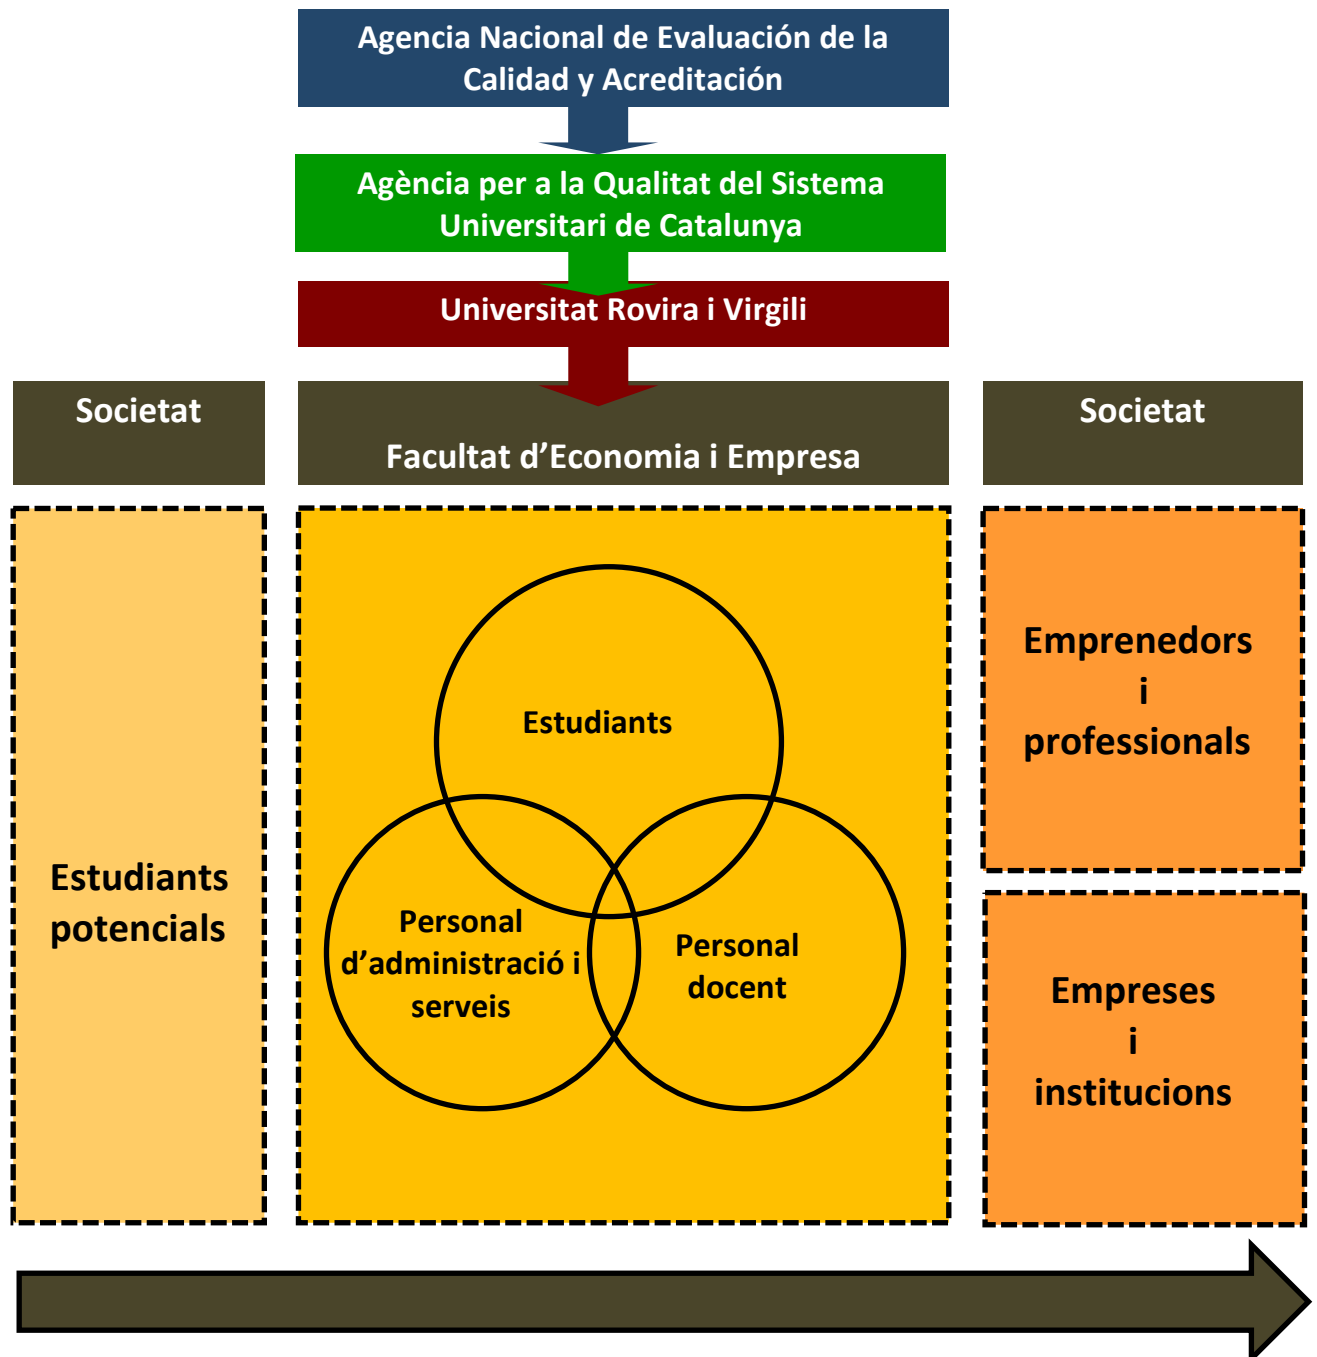 Agencia Nacional de Evaluación de la
Calidad y Acreditación
Agència per a la Qualitat del Sistema
Universitari de Catalunya
Universitat Rovira i Virgili
Societat
Facultat d’Economia i Empresa
Societat
Estudiants
potencials
Estudiants
Personal
d’administració i
serveis
Personal
docent
Emprenedors
i
professionals
Empreses
i
institucions